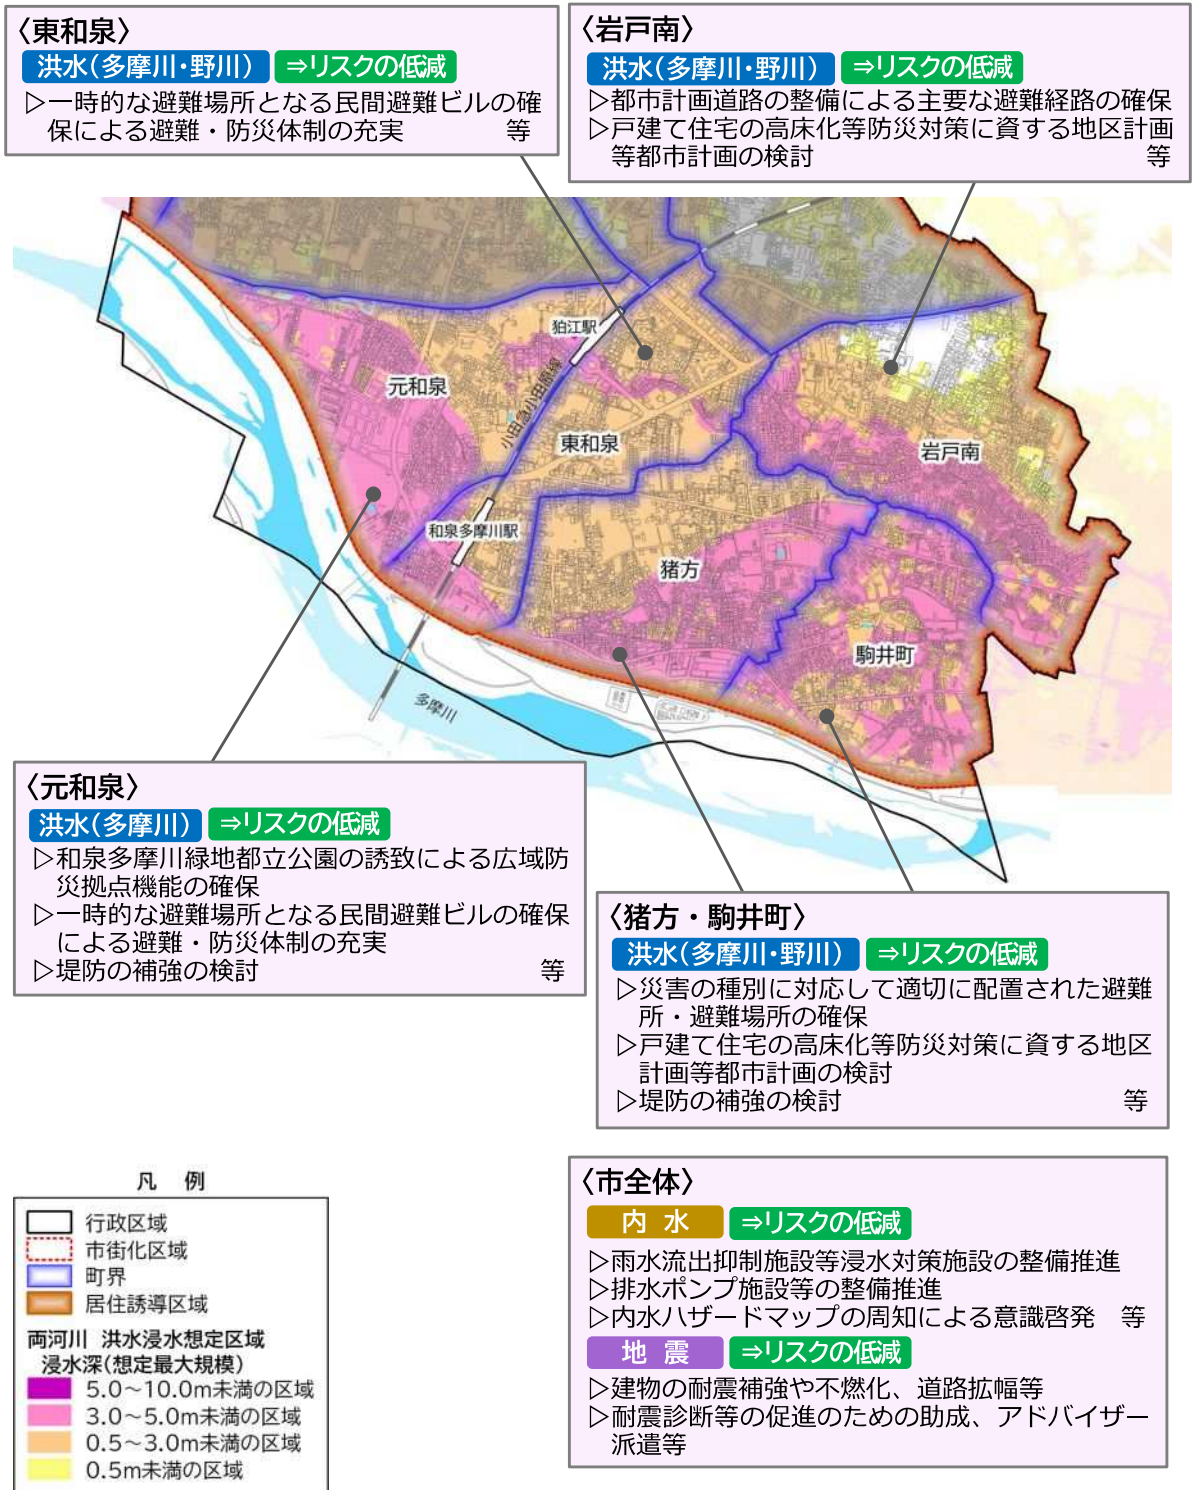 〈東和泉〉
洪水(多摩川・野川) ⇒リスクの低減
▷一時的な避難場所となる民間避難ビルの確
保による避難・防災体制の充実 等
〈岩戸南〉
洪水(多摩川・野川) ⇒リスクの低減
▷都市計画道路の整備による主要な避難経路の確保
▷戸建て住宅の高床化等防災対策に資する地区計画
等都市計画の検討 等
狛江駅
小田急小田原線
元和泉
東和泉
岩戸南
和泉多摩川駅
猪方
駒井町
多摩川
〈元和泉〉
洪水(多摩川) ⇒リスクの低減
▷和泉多摩川緑地都立公園の誘致による広域防
災拠点機能の確保
▷一時的な避難場所となる民間避難ビルの確保
による避難・防災体制の充実
▷堤防の補強の検討 等
〈猪方・駒井町〉
洪水(多摩川・野川) ⇒リスクの低減
▷災害の種別に対応して適切に配置された避難
所・避難場所の確保
▷戸建て住宅の高床化等防災対策に資する地区
計画等都市計画の検討
▷堤防の補強の検討 等
凡 例
行政区域
市街化区域
町界
居住誘導区域
両河川 洪水浸水想定区域
浸水深(想定最大規模)
5.0～10.0m未満の区域
3.0～5.0m未満の区域
0.5～3.0m未満の区域
0.5m未満の区域
〈市全体〉
内 水 ⇒リスクの低減
▷雨水流出抑制施設等浸水対策施設の整備推進
▷排水ポンプ施設等の整備推進
▷内水ハザードマップの周知による意識啓発 等
地 震 ⇒リスクの低減
▷建物の耐震補強や不燃化、道路拡幅等
▷耐震診断等の促進のための助成、アドバイザー
派遣等